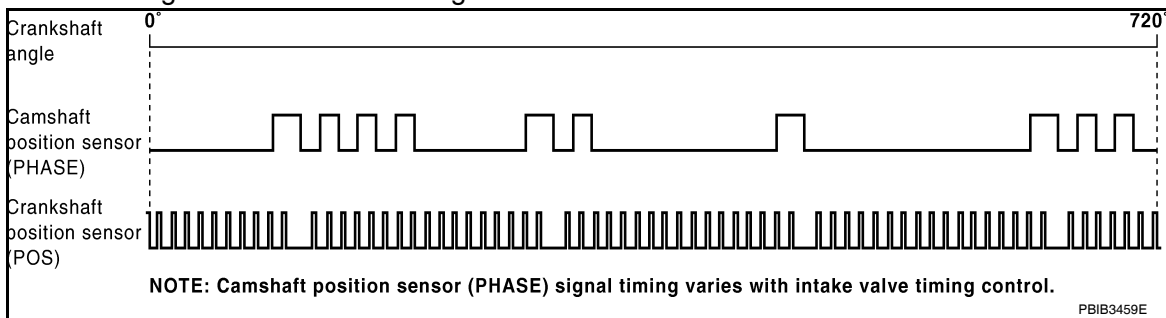 Crankshaft
angle
0°
720°
Camshaft
position sensor
(PHASE)
Crankshaft
position sensor
(POS)
NOTE: Camshaft position sensor (PHASE) signal timing varies with intake valve timing control.
PBIB3459E